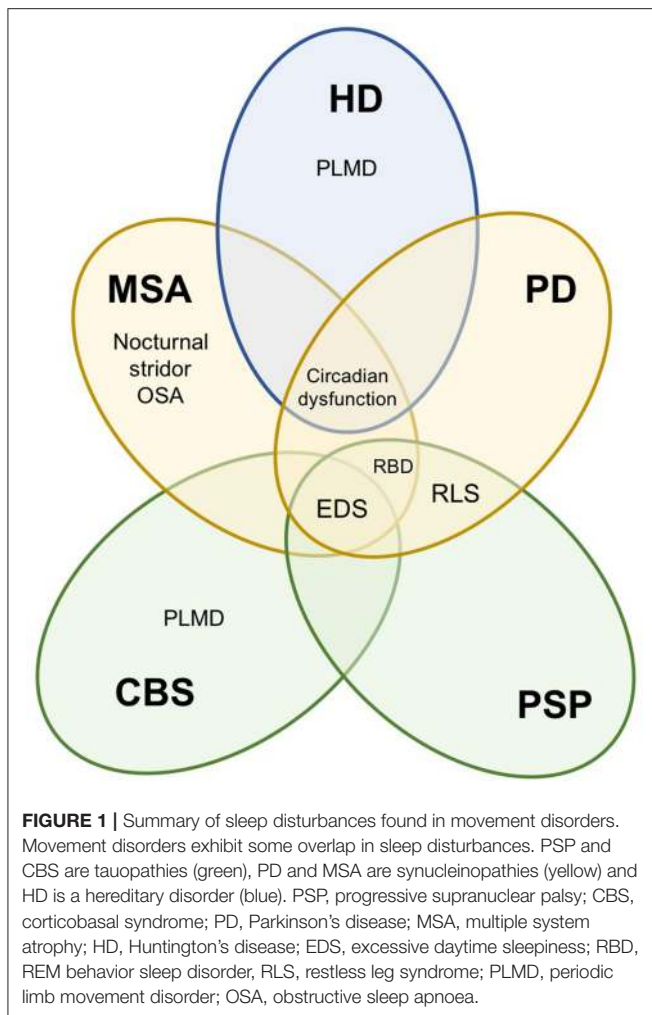 HD
PLMD
MSA
PD
Nocturnal
stridor
OSA
Circadian
dysfunction
RBD
RLS
EDS
PLMD
CBS
PSP
FIGURE 1 | Summary of sleep disturbances found in movement disorders.
Movement disorders exhibit some overlap in sleep disturbances. PSP and
CBS are tauopathies (green), PD and MSA are synucleinopathies (yellow) and
HD is a hereditary disorder (blue). PSP, progressive supranuclear palsy; CBS,
corticobasal syndrome; PD, Parkinson's disease; MSA, multiple system
atrophy; HD, Huntington's disease; EDS, excessive daytime sleepiness; RBD,
REM behavior sleep disorder, RLS, restless leg syndrome; PLMD, periodic
limb movement disorder; OSA, obstructive sleep apnoea.